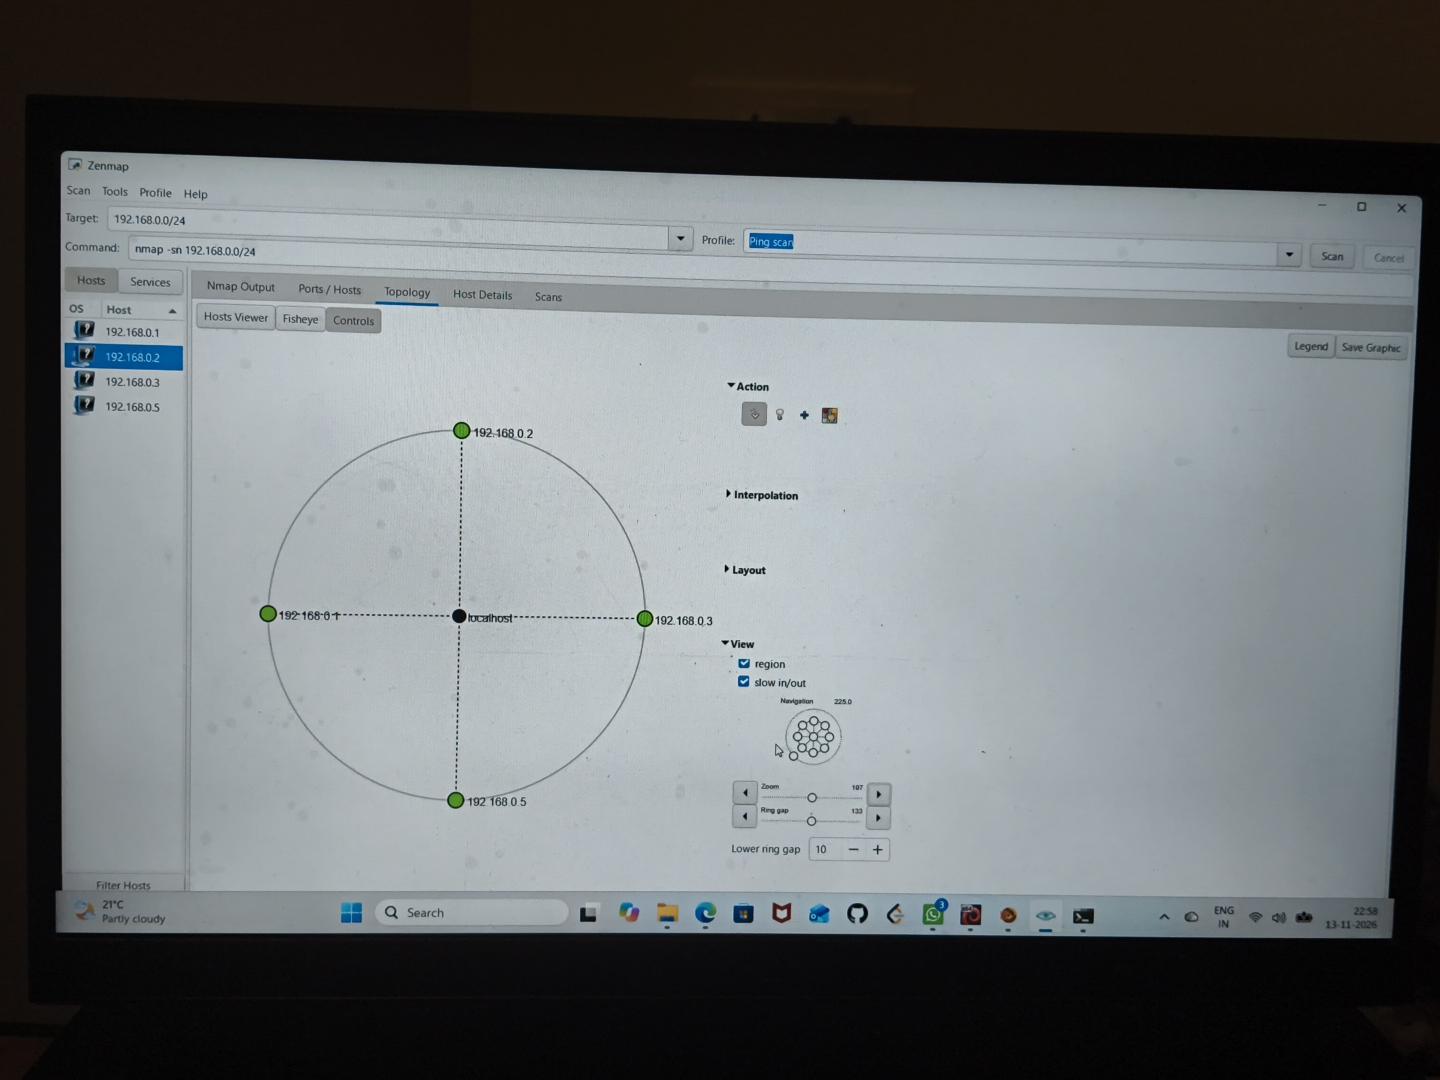 Zenmap
Scan Tools Profile Help
Target: 192.168.0.0/24 Profile: Ping scan Scan Cancel
Command: nmap -sn 192.168.0.0/24
Hosts Services
Nmap Output Ports / Hosts Topology Host Details Scans
OS Host
192.168.0.1
192.168.0.2
192.168.0.3
192.168.0.5
Hosts Viewer Fisheye Controls
Legend Save Graphic
192.168.0.2
192.168.0.1
localhost
192.168.0.3
192.168.0.5
Action
Interpolation
Layout
View
region
slow in/out
Navigation 225.0
Zoom 107
Ring gap 133
Lower ring gap 10 − +
Filter Hosts
21°C
Partly cloudy
Search
3
ENG
IN
22:58
13-11-2026